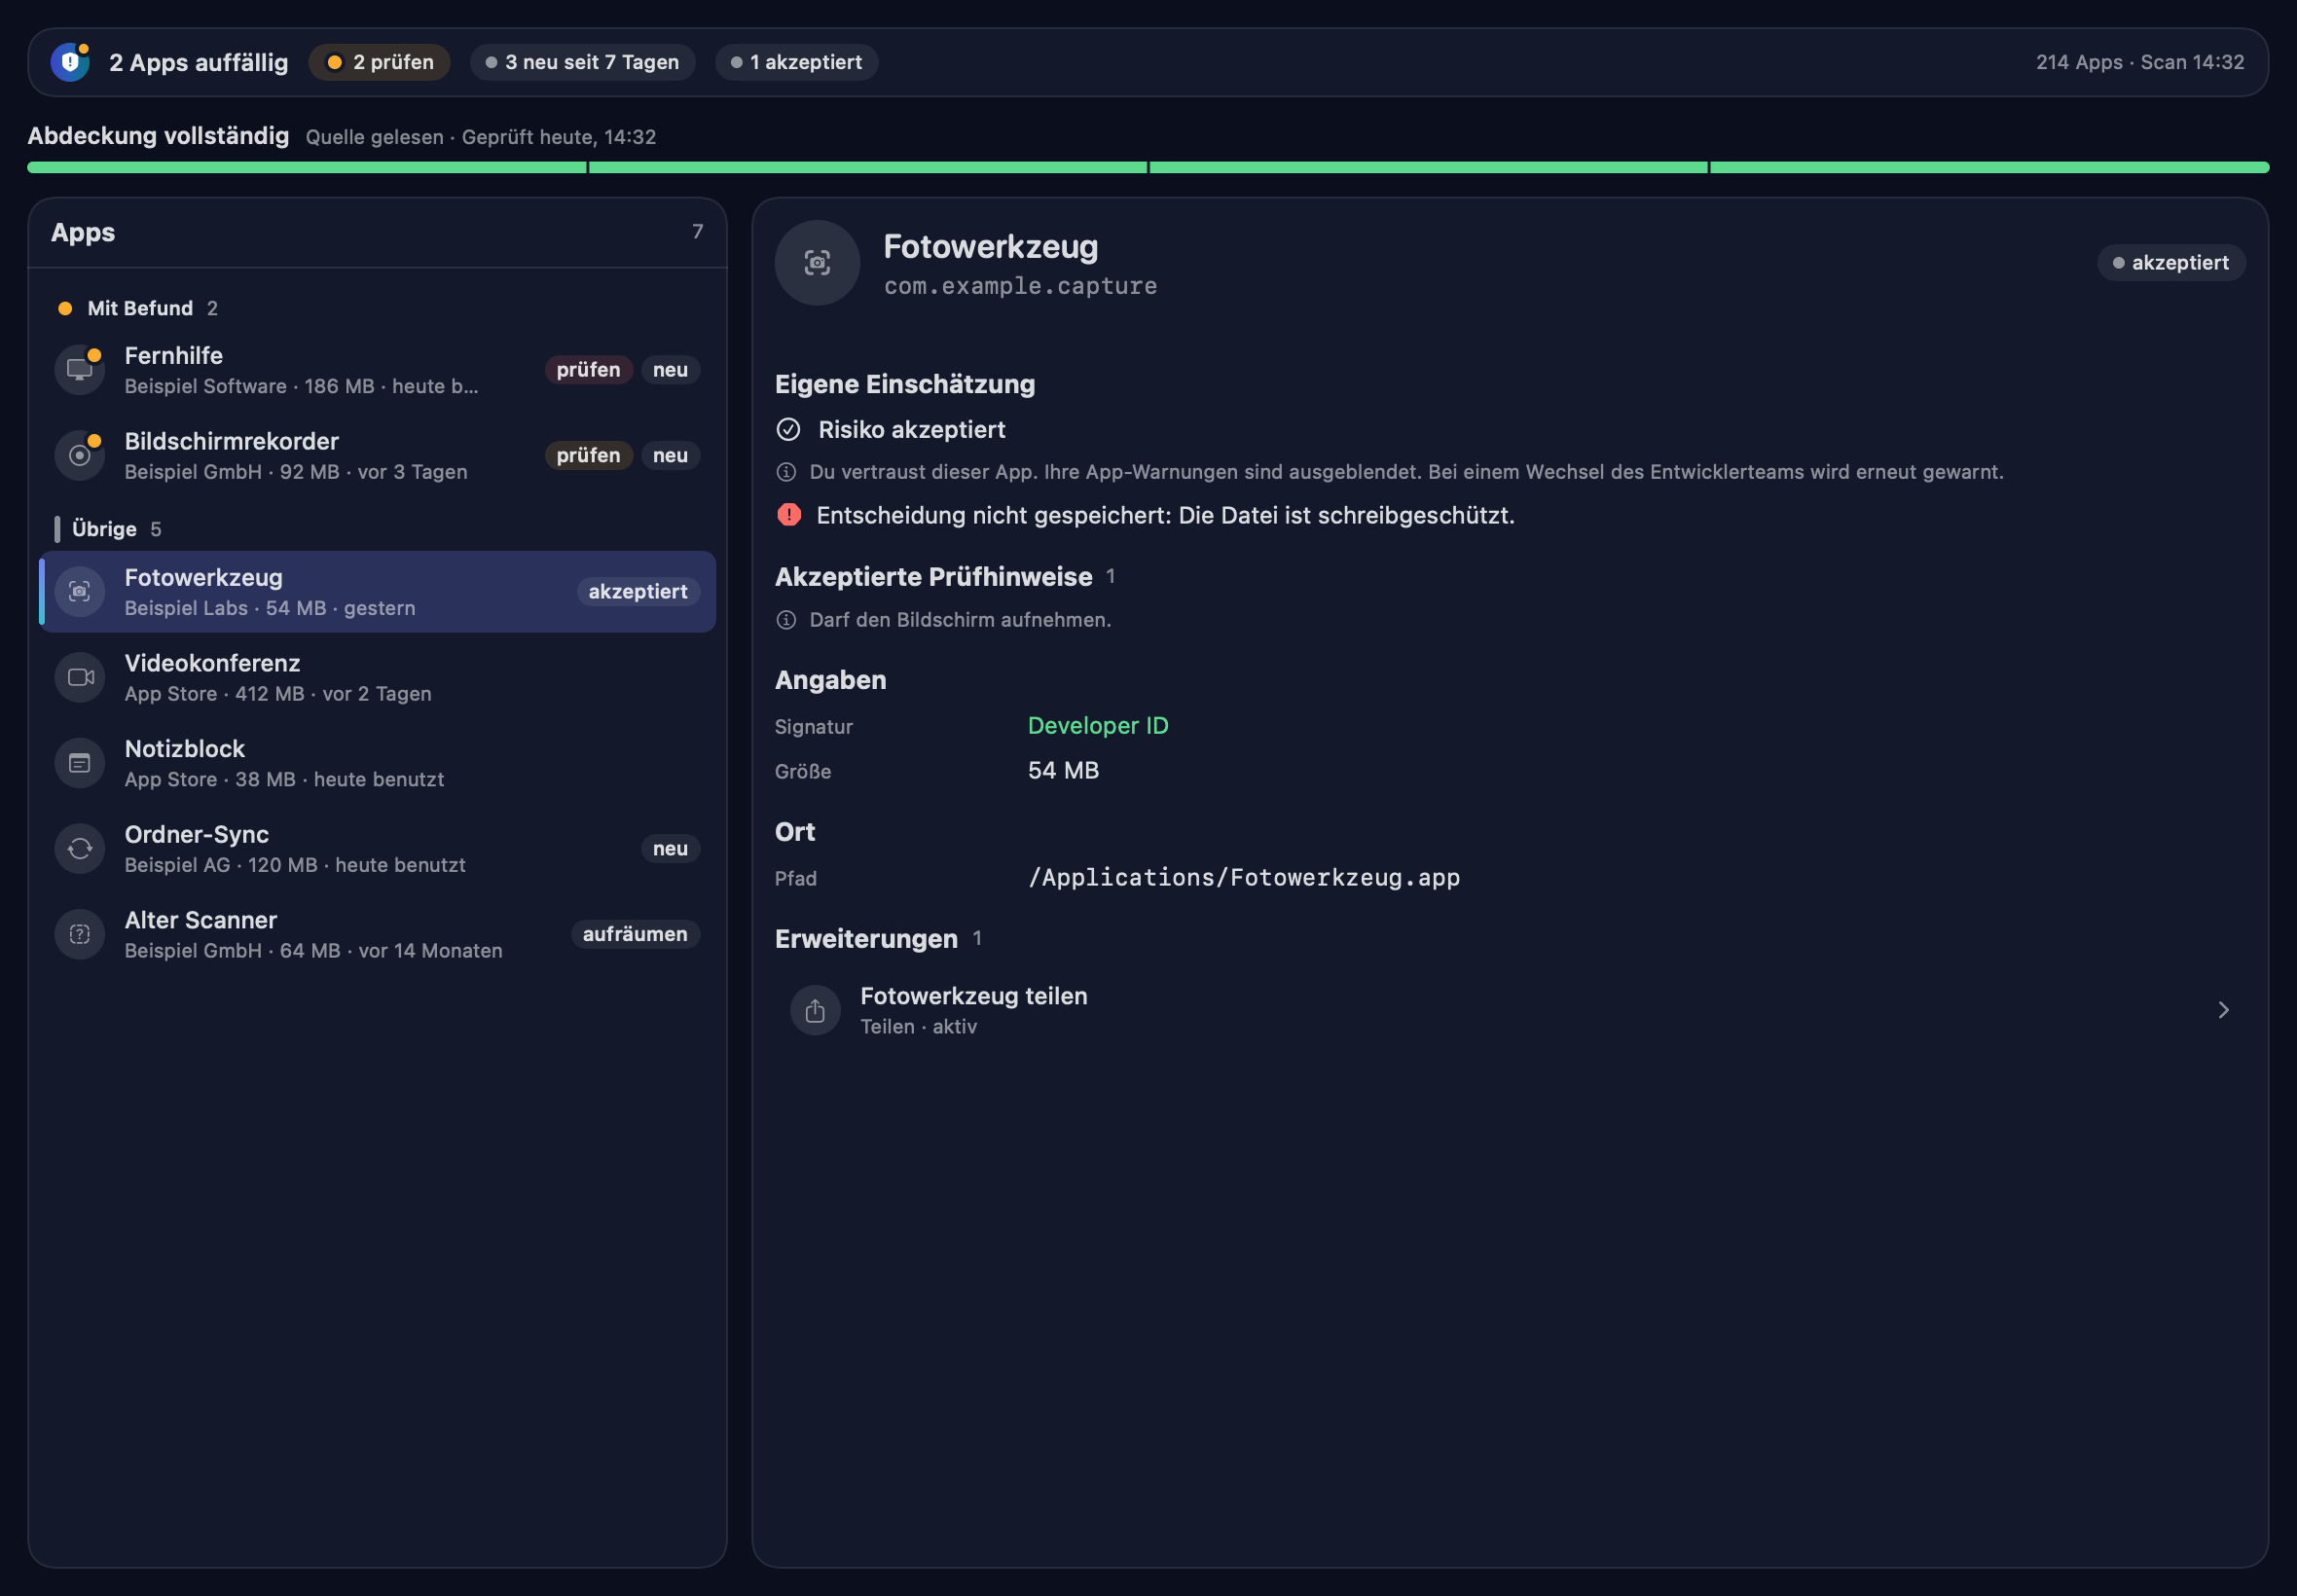 2 Apps auffällig
2 prüfen
3 neu seit 7 Tagen
1 akzeptiert
214 Apps · Scan 14:32
Abdeckung vollständig
Quelle gelesen · Geprüft heute, 14:32
Apps
7
Mit Befund 2
Fernhilfe
Beispiel Software · 186 MB · heute b...
prüfen
neu
Bildschirmrekorder
Beispiel GmbH · 92 MB · vor 3 Tagen
prüfen
neu
Übrige 5
Fotowerkzeug
Beispiel Labs · 54 MB · gestern
akzeptiert
Videokonferenz
App Store · 412 MB · vor 2 Tagen
Notizblock
App Store · 38 MB · heute benutzt
Ordner-Sync
Beispiel AG · 120 MB · heute benutzt
neu
Alter Scanner
Beispiel GmbH · 64 MB · vor 14 Monaten
aufräumen
Fotowerkzeug
com.example.capture
akzeptiert
Eigene Einschätzung
Risiko akzeptiert
Du vertraust dieser App. Ihre App-Warnungen sind ausgeblendet. Bei einem Wechsel des Entwicklerteams wird erneut gewarnt.
Entscheidung nicht gespeichert: Die Datei ist schreibgeschützt.
Akzeptierte Prüfhinweise 1
Darf den Bildschirm aufnehmen.
Angaben
Signatur
Developer ID
Größe
54 MB
Ort
Pfad
/Applications/Fotowerkzeug.app
Erweiterungen 1
Fotowerkzeug teilen
Teilen · aktiv